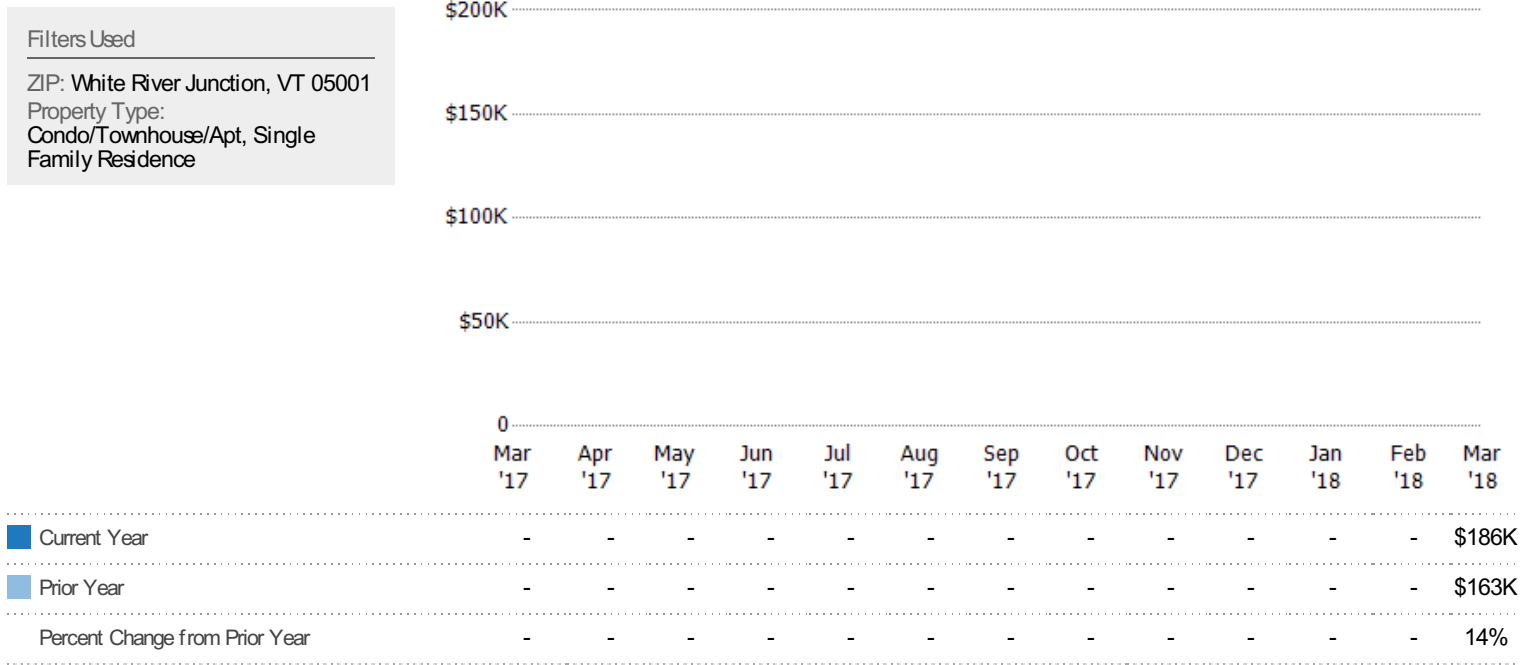 Filters Used
ZIP: White River Junction, VT 05001
Property Type:
Condo/Townhouse/Apt, Single
Family Residence
$200K
$150K
$100K
$50K
0
Mar Apr May Jun Jul Aug Sep Oct Nov Dec Jan Feb Mar
'17 '17 '17 '17 '17 '17 '17 '17 '17 '17 '18 '18 '18
Current Year - - - - - - - - - - - - $186K
Prior Year - - - - - - - - - - - - $163K
Percent Change from Prior Year - - - - - - - - - - - - 14%